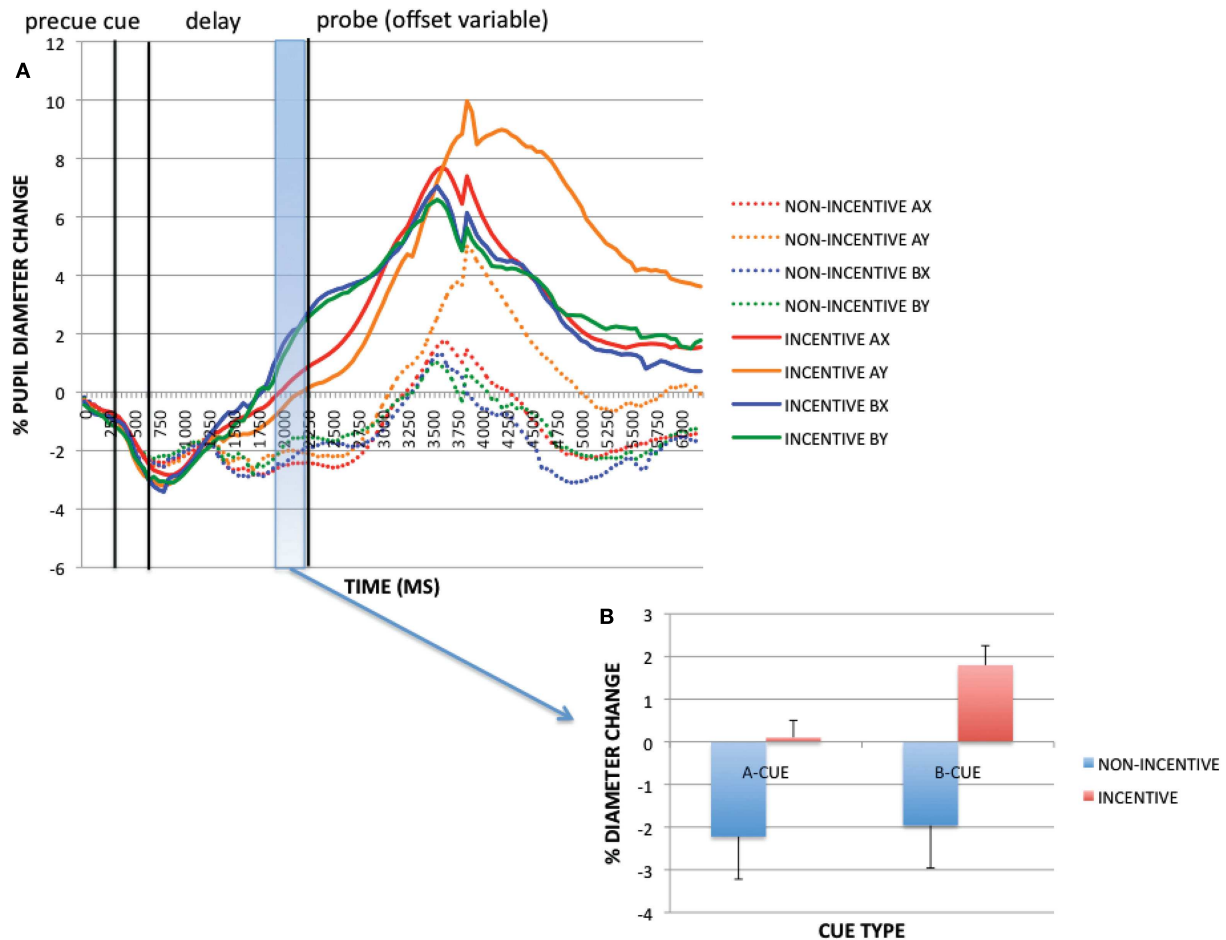 precue cue delay probe (offset variable)
A
12
10
8
6
4
2
0
-2
-4
-6
% PUPIL DIAMETER CHANGE
0
250
500
750
1000
1250
1500
1750
2000
2250
2500
2750
3000
3250
3500
3750
4000
4250
4500
4750
5000
5250
5500
5750
6000
TIME (MS)
NON-INCENTIVE AX
NON-INCENTIVE AY
NON-INCENTIVE BX
NON-INCENTIVE BY
INCENTIVE AX
INCENTIVE AY
INCENTIVE BX
INCENTIVE BY
B
3
2
1
0
-1
-2
-3
-4
% DIAMETER CHANGE
A-CUE B-CUE
CUE TYPE
NON-INCENTIVE
INCENTIVE